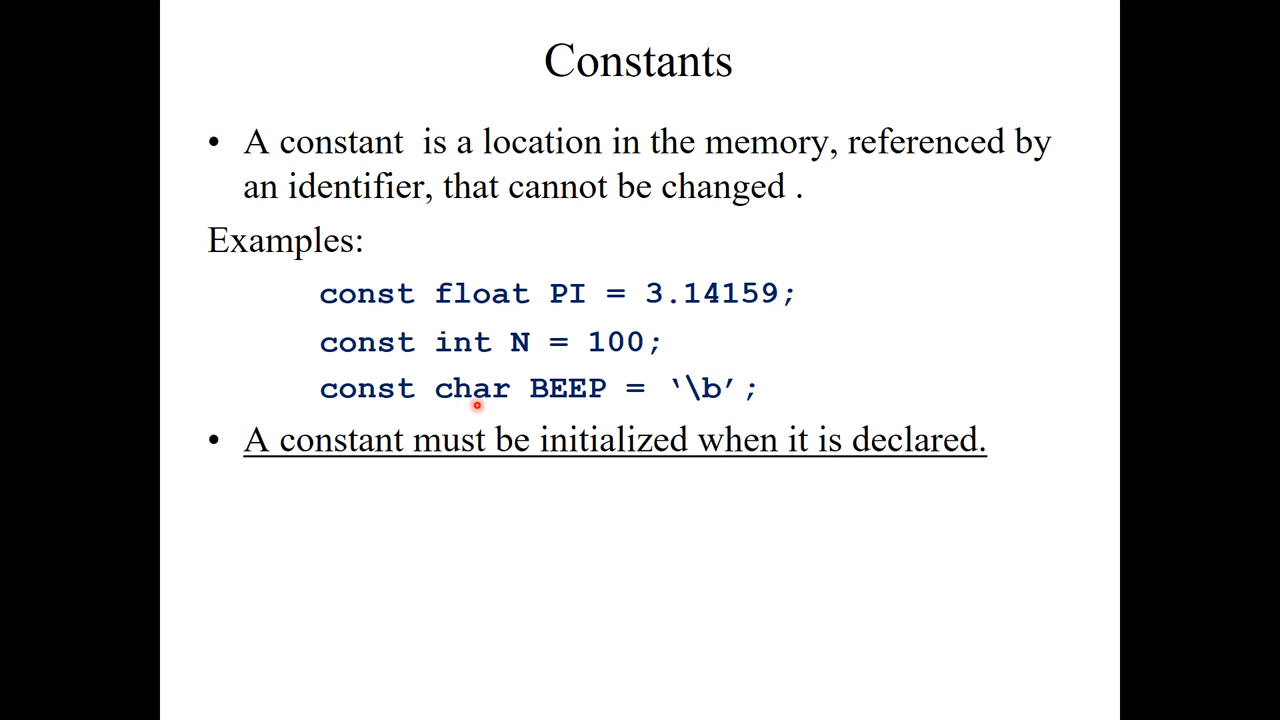 Constants
• A constant  is a location in the memory, referenced by
an identifier, that cannot be changed .
Examples:
const float PI = 3.14159;
const int N = 100;
const char BEEP = ‘\b’;
• A constant must be initialized when it is declared.